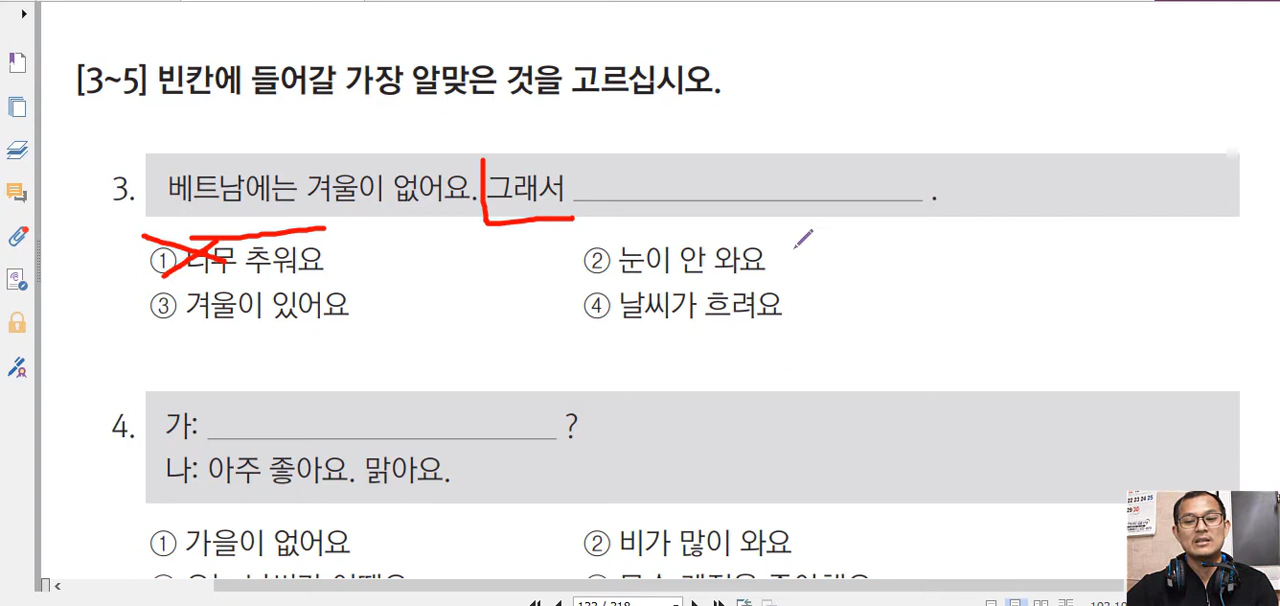 [3~5] 빈칸에 들어갈 가장 알맞은 것을 고르십시오.
3. 베트남에는 겨울이 없어요. 그래서 .
① 너무 추워요 ② 눈이 안 와요
③ 겨울이 있어요 ④ 날씨가 흐려요
4. 가: ?
나: 아주 좋아요. 맑아요.
① 가을이 없어요 ② 비가 많이 와요